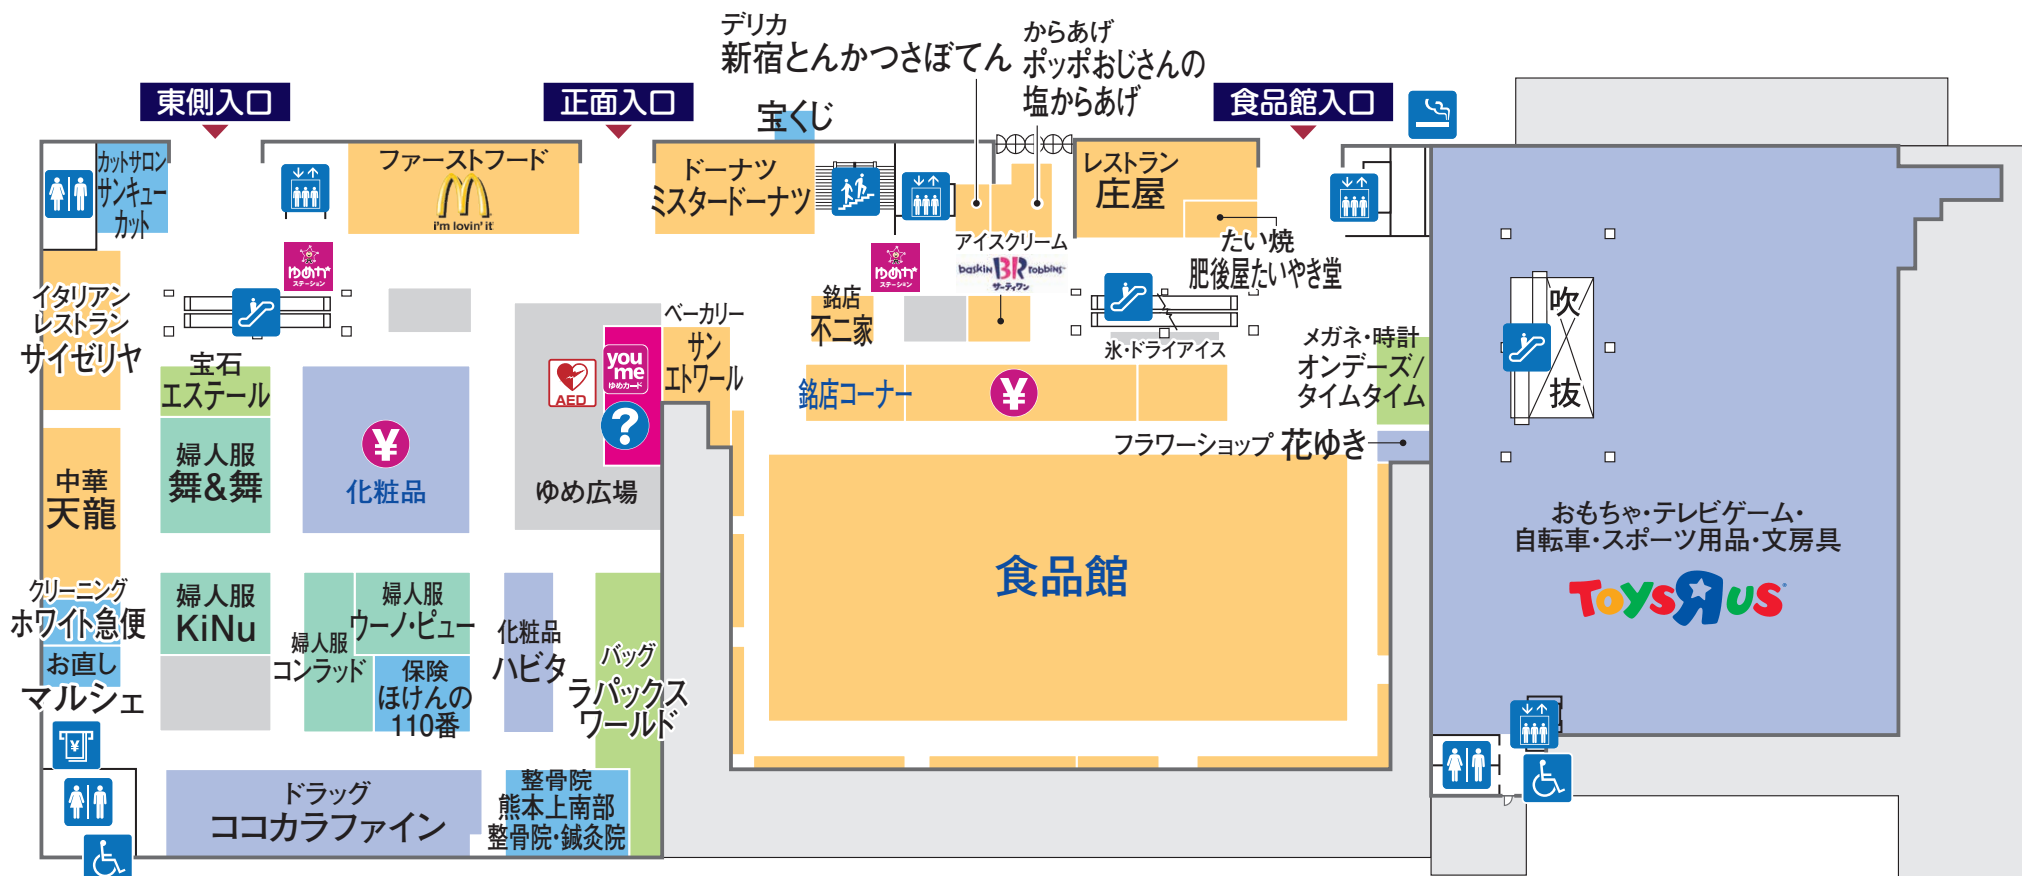 デリカ
新宿とんかつさぼてん
からあげ
ポッポおじさんの
塩からあげ
東側入口
正面入口
食品館入口
宝くじ
カットサロン
サンキュー
カット
ファーストフード
i'm lovin' it
ドーナツ
ミスタードーナツ
レストラン
庄屋
たい焼
肥後屋たいやき堂
ゆめか
ステーション
ゆめか
ステーション
アイスクリーム
baskin BR robbins
サーティワン
イタリアン
レストラン
サイゼリヤ
銘店
不二家
氷・ドライアイス
ベーカリー
サン
エトワール
you
me
ゆめカード
AED
?
ゆめ広場
宝石
エステール
婦人服
舞&舞
¥
化粧品
銘店コーナー
¥
メガネ・時計
オンデーズ/
タイムタイム
フラワーショップ 花ゆき
吹
抜
中華
天龍
食品館
おもちゃ・テレビゲーム・
自転車・スポーツ用品・文房具
ToysЯus
クリーニング
ホワイト急便
お直し
マルシェ
婦人服
KiNu
婦人服
コンラッド
婦人服
ウーノ・ピュー
保険
ほけんの
110番
化粧品
ハビタ
バッグ
ラパックス
ワールド
¥
ドラッグ
ココカラファイン
整骨院
熊本上南部
整骨院・鍼灸院